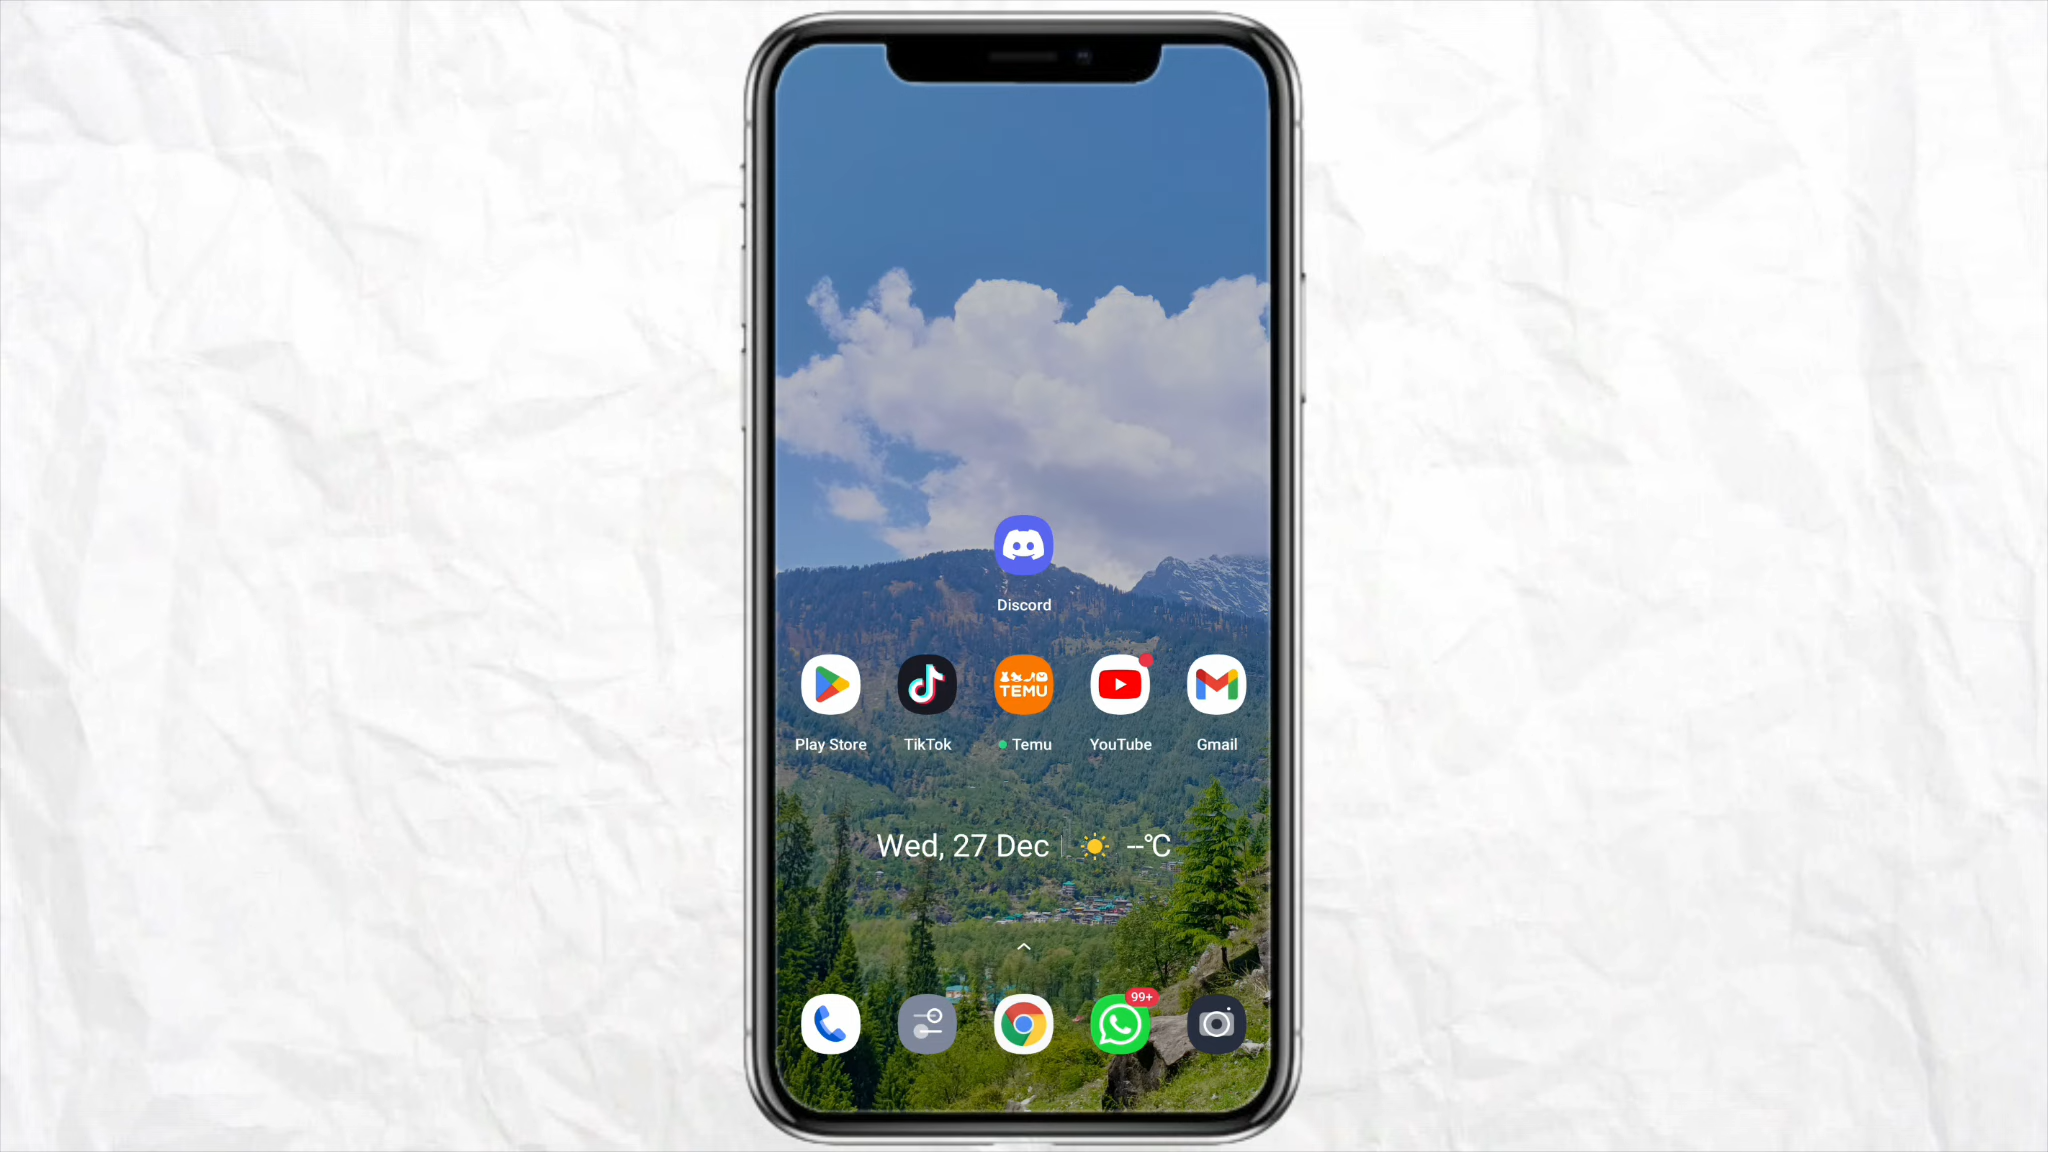 Discord
TEMU
Play Store
TikTok
Temu
YouTube
Gmail
Wed, 27 Dec
--°C
99+